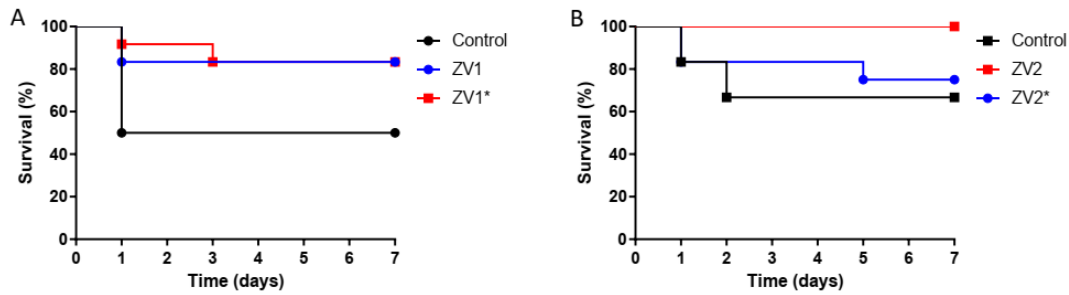 A
Survival (%)
100
80
60
40
20
0
0 1 2 3 4 5 6 7
Time (days)
Control
ZV1
ZV1*
B
Survival (%)
100
80
60
40
20
0
0 1 2 3 4 5 6 7
Time (days)
Control
ZV2
ZV2*